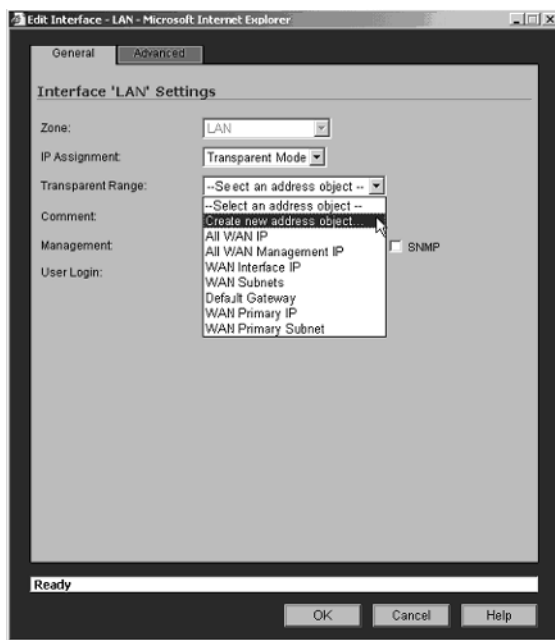 Edit Interface - LAN - Microsoft Internet Explorer
General Advanced
Interface 'LAN' Settings
Zone: LAN
IP Assignment: Transparent Mode
Transparent Range: --Select an address object --
--Select an address object --
Comment:
Create new address object...
All WAN IP
Management:
All WAN Management IP
SNMP
WAN Interface IP
User Login:
WAN Subnets
Default Gateway
WAN Primary IP
WAN Primary Subnet
Ready
OK Cancel Help